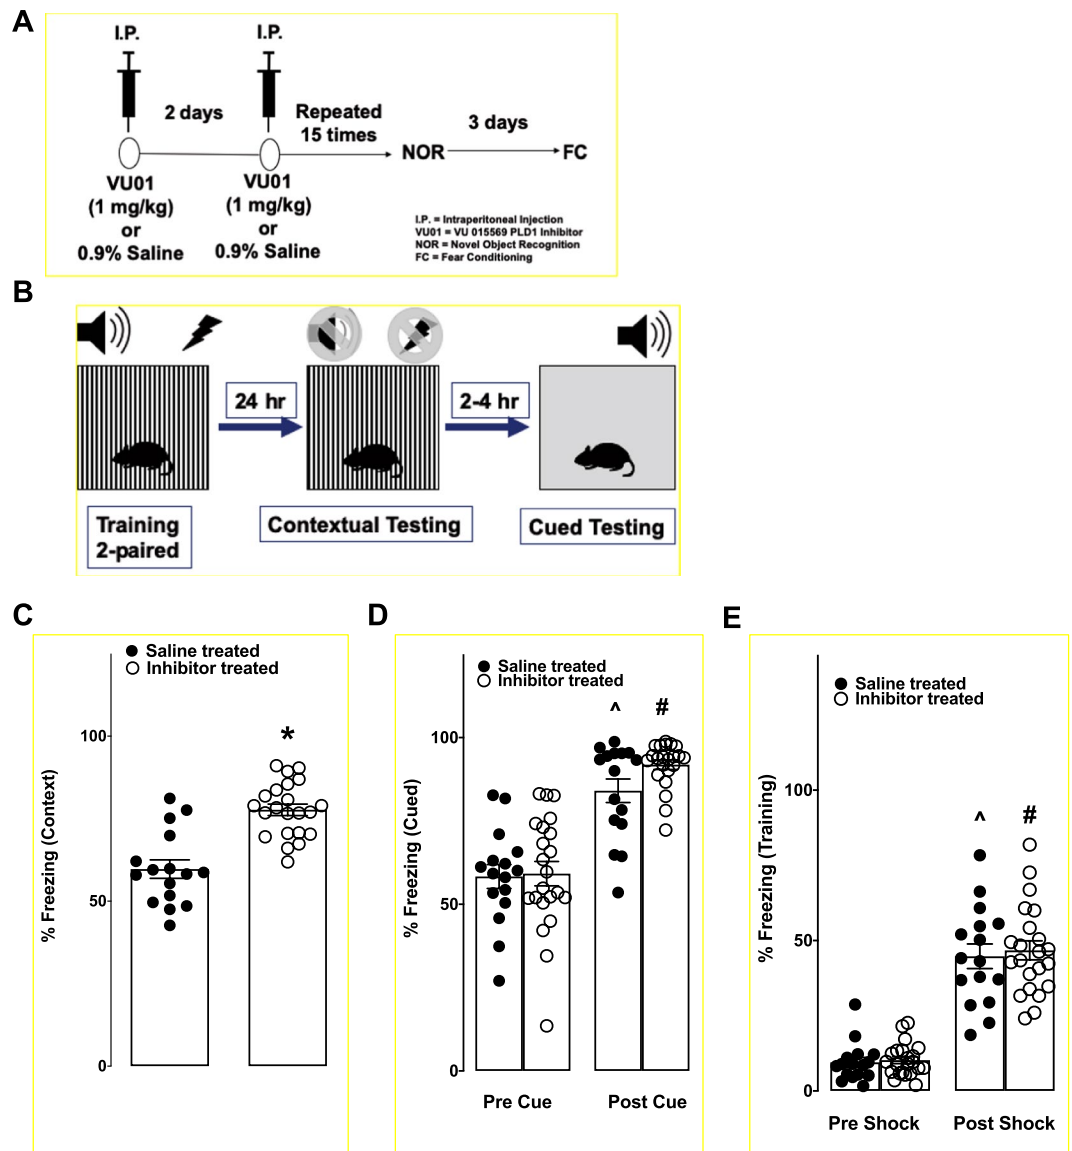 A
I.P.
I.P.
2 days
Repeated
15 times
NOR
3 days
FC
VU01
(1 mg/kg)
or
0.9% Saline
VU01
(1 mg/kg)
or
0.9% Saline
I.P. = Intraperitoneal Injection
VU01 = VU 015569 PLD1 Inhibitor
NOR = Novel Object Recognition
FC = Fear Conditioning
B
24 hr
2-4 hr
Training
2-paired
Contextual Testing
Cued Testing
C
Saline treated
Inhibitor treated
*
100
50
0
% Freezing (Context)
D
Saline treated
Inhibitor treated
^
#
100
50
0
% Freezing (Cued)
Pre Cue
Post Cue
E
Saline treated
Inhibitor treated
^
#
100
50
0
% Freezing (Training)
Pre Shock
Post Shock